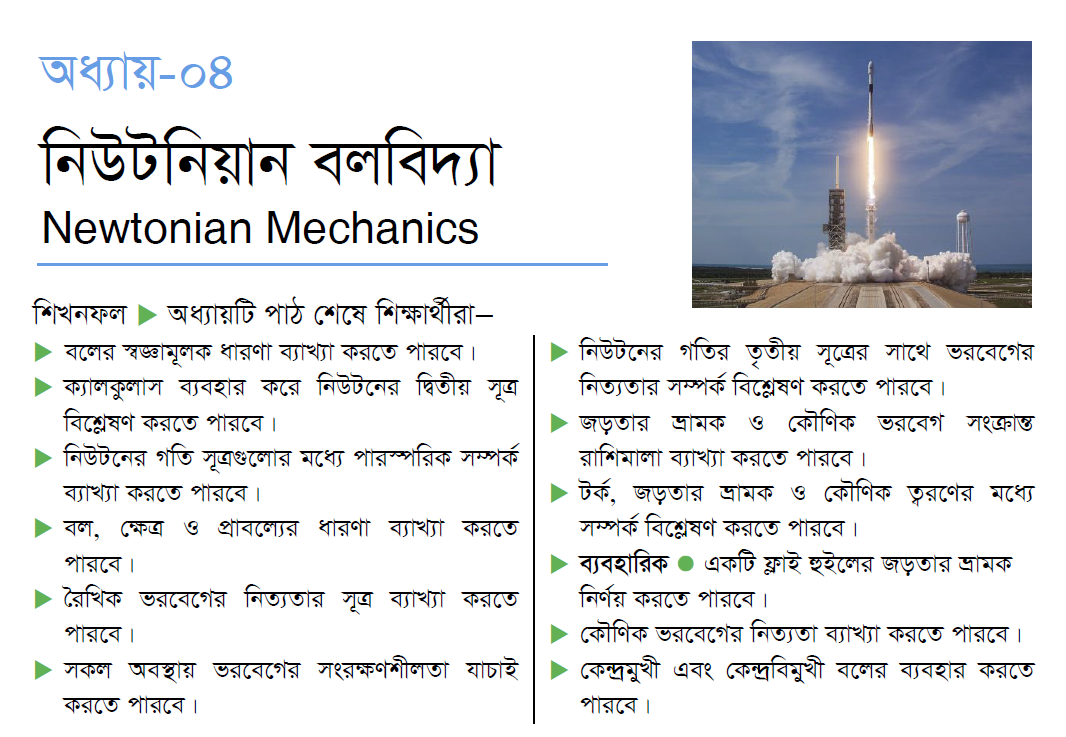 অধ্যায়-০৪
নিউটনিয়ান বলবিদ্যা
Newtonian Mechanics
শিখনফল ▶ অধ্যায়টি পাঠ শেষে শিক্ষার্থীরা–
▶ বলের স্বজ্ঞামূলক ধারণা ব্যাখ্যা করতে পারবে।
▶ ক্যালকুলাস ব্যবহার করে নিউটনের দ্বিতীয় সূত্র
বিশ্লেষণ করতে পারবে।
▶ নিউটনের গতি সূত্রগুলোর মধ্যে পারস্পরিক সম্পর্ক
ব্যাখ্যা করতে পারবে।
▶ বল, ক্ষেত্র ও প্রাবল্যের ধারণা ব্যাখ্যা করতে
পারবে।
▶ রৈখিক ভরবেগের নিত্যতার সূত্র ব্যাখ্যা করতে
পারবে।
▶ সকল অবস্থায় ভরবেগের সংরক্ষণশীলতা যাচাই
করতে পারবে।
▶ নিউটনের গতির তৃতীয় সূত্রের সাথে ভরবেগের
নিত্যতার সম্পর্ক বিশ্লেষণ করতে পারবে।
▶ জড়তার ভ্রামক ও কৌণিক ভরবেগ সংক্রান্ত
রাশিমালা ব্যাখ্যা করতে পারবে।
▶ টর্ক, জড়তার ভ্রামক ও কৌণিক ত্বরণের মধ্যে
সম্পর্ক বিশ্লেষণ করতে পারবে।
▶ ব্যবহারিক ● একটি ফ্লাই হুইলের জড়তার ভ্রামক
নির্ণয় করতে পারবে।
▶ কৌণিক ভরবেগের নিত্যতা ব্যাখ্যা করতে পারবে।
▶ কেন্দ্রমুখী এবং কেন্দ্রবিমুখী বলের ব্যবহার করতে
পারবে।